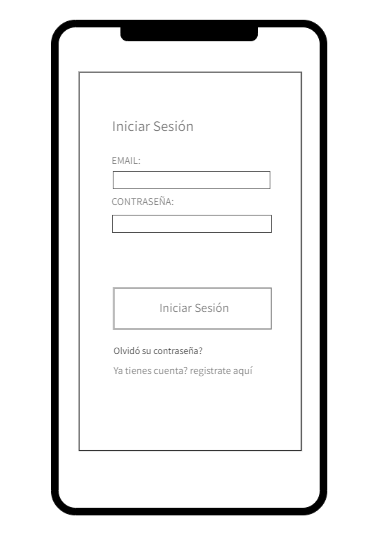 Iniciar Sesión
EMAIL:
CONTRASEÑA:
Iniciar Sesión
Olvidó su contraseña?
Ya tienes cuenta? registrate aquí